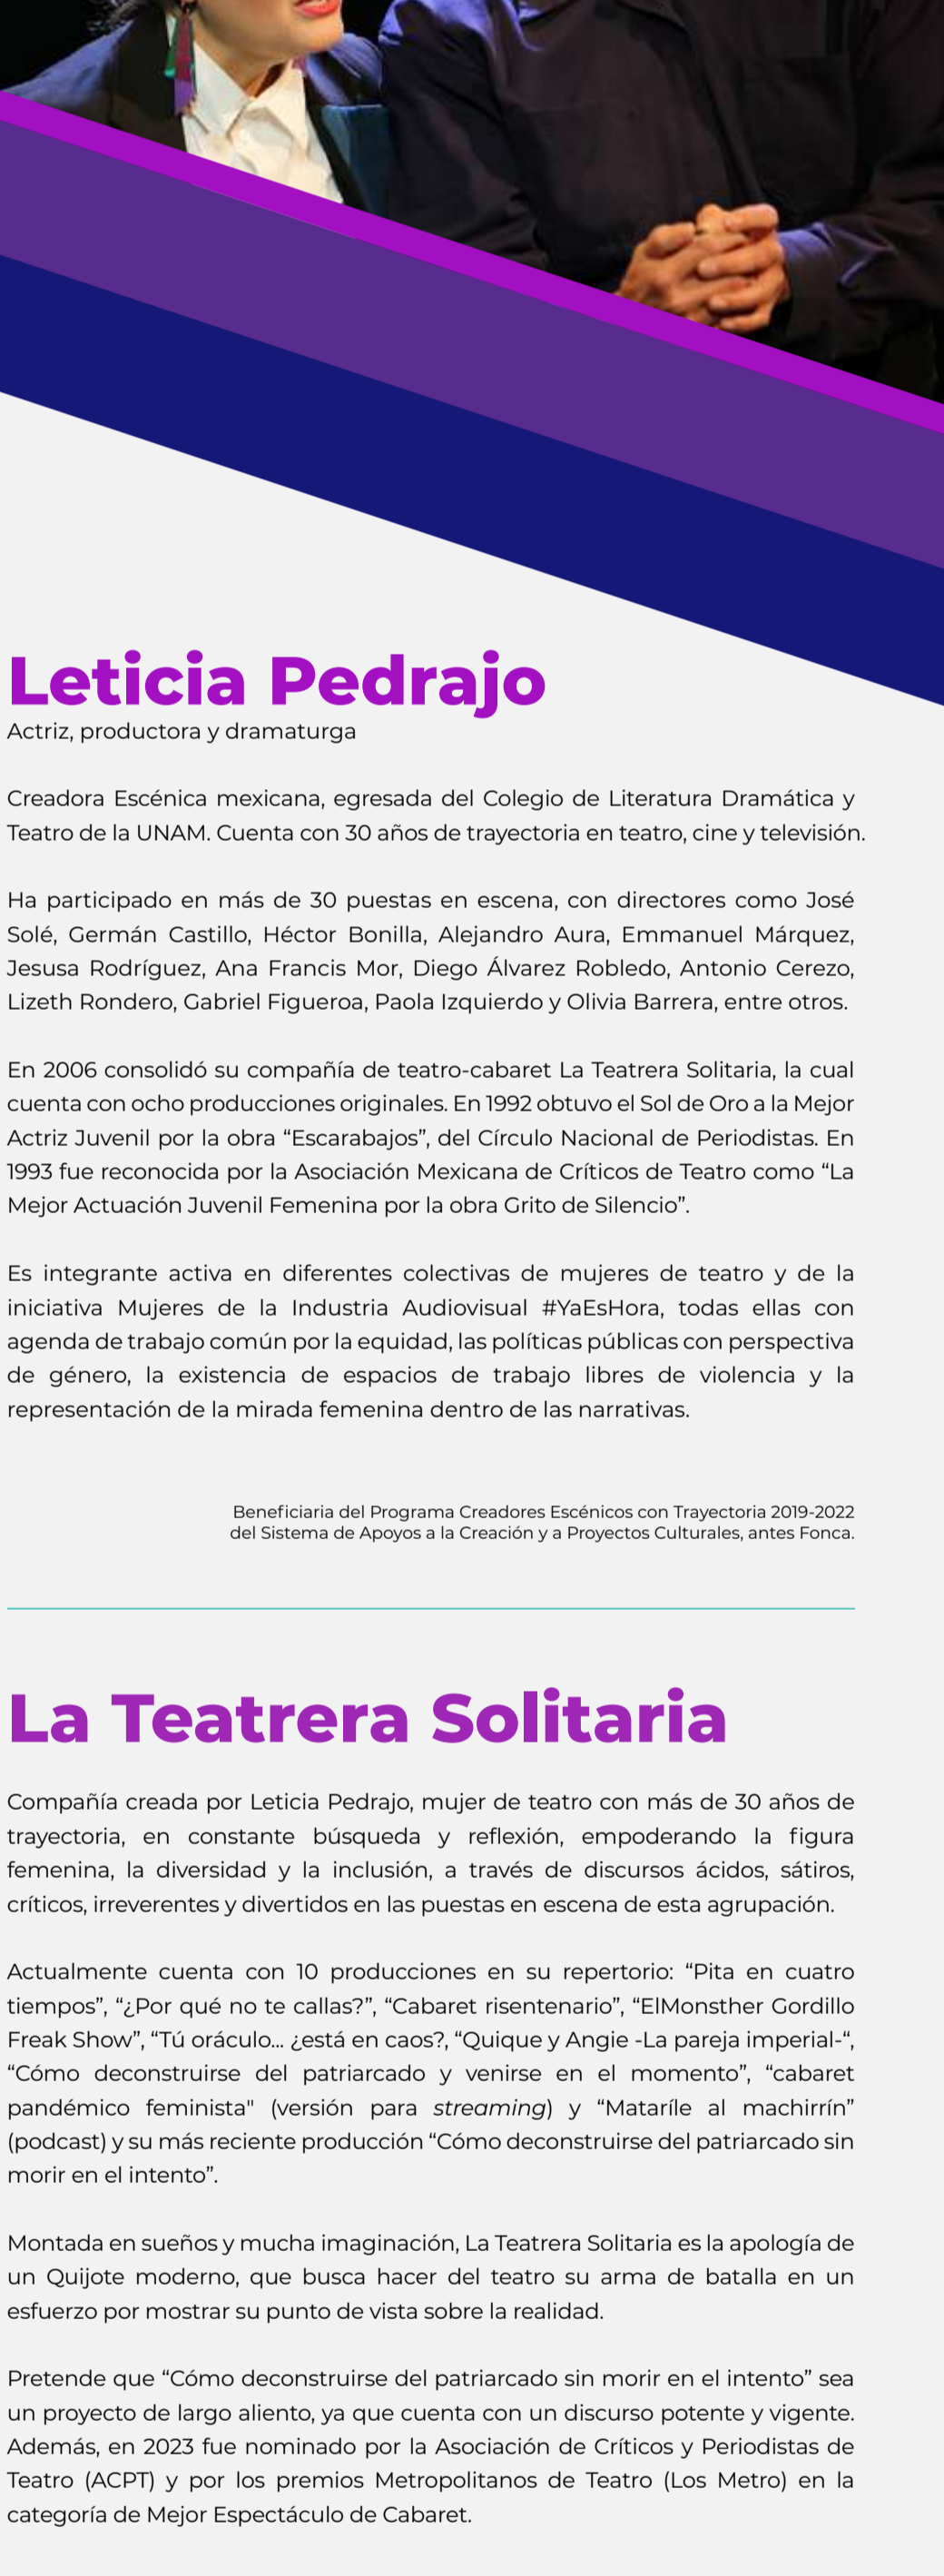 Leticia Pedrajo
Actriz, productora y dramaturga
Creadora Escénica mexicana, egresada del Colegio de Literatura Dramática y
Teatro de la UNAM. Cuenta con 30 años de trayectoria en teatro, cine y televisión.
Ha participado en más de 30 puestas en escena, con directores como José
Solé, Germán Castillo, Héctor Bonilla, Alejandro Aura, Emmanuel Márquez,
Jesusa Rodríguez, Ana Francis Mor, Diego Álvarez Robledo, Antonio Cerezo,
Lizeth Rondero, Gabriel Figueroa, Paola Izquierdo y Olivia Barrera, entre otros.
En 2006 consolidó su compañía de teatro-cabaret La Teatrera Solitaria, la cual
cuenta con ocho producciones originales. En 1992 obtuvo el Sol de Oro a la Mejor
Actriz Juvenil por la obra “Escarabajos”, del Círculo Nacional de Periodistas. En
1993 fue reconocida por la Asociación Mexicana de Críticos de Teatro como “La
Mejor Actuación Juvenil Femenina por la obra Grito de Silencio”.
Es integrante activa en diferentes colectivas de mujeres de teatro y de la
iniciativa Mujeres de la Industria Audiovisual #YaEsHora, todas ellas con
agenda de trabajo común por la equidad, las políticas públicas con perspectiva
de género, la existencia de espacios de trabajo libres de violencia y la
representación de la mirada femenina dentro de las narrativas.
Beneficiaria del Programa Creadores Escénicos con Trayectoria 2019-2022
del Sistema de Apoyos a la Creación y a Proyectos Culturales, antes Fonca.
La Teatrera Solitaria
Compañía creada por Leticia Pedrajo, mujer de teatro con más de 30 años de
trayectoria, en constante búsqueda y reflexión, empoderando la figura
femenina, la diversidad y la inclusión, a través de discursos ácidos, sátiros,
críticos, irreverentes y divertidos en las puestas en escena de esta agrupación.
Actualmente cuenta con 10 producciones en su repertorio: “Pita en cuatro
tiempos”, “¿Por qué no te callas?”, “Cabaret risentenario”, “ElMonsther Gordillo
Freak Show”, “Tú oráculo... ¿está en caos?, “Quique y Angie -La pareja imperial-“,
“Cómo deconstruirse del patriarcado y venirse en el momento”, “cabaret
pandémico feminista" (versión para streaming) y “Mataríle al machirrín”
(podcast) y su más reciente producción “Cómo deconstruirse del patriarcado sin
morir en el intento”.
Montada en sueños y mucha imaginación, La Teatrera Solitaria es la apología de
un Quijote moderno, que busca hacer del teatro su arma de batalla en un
esfuerzo por mostrar su punto de vista sobre la realidad.
Pretende que “Cómo deconstruirse del patriarcado sin morir en el intento” sea
un proyecto de largo aliento, ya que cuenta con un discurso potente y vigente.
Además, en 2023 fue nominado por la Asociación de Críticos y Periodistas de
Teatro (ACPT) y por los premios Metropolitanos de Teatro (Los Metro) en la
categoría de Mejor Espectáculo de Cabaret.